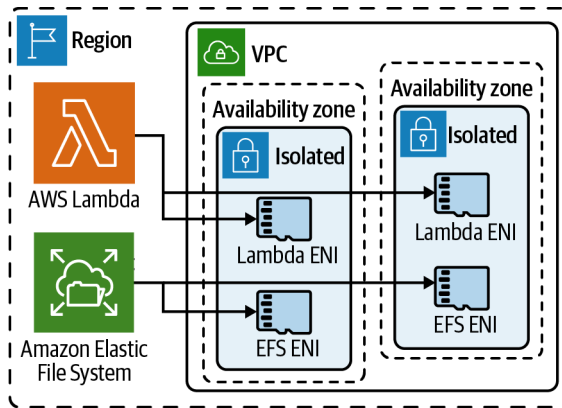 Region
VPC
Availability zone
Availability zone
Isolated
Isolated
AWS Lambda
Lambda ENI
Lambda ENI
Amazon Elastic
File System
EFS ENI
EFS ENI